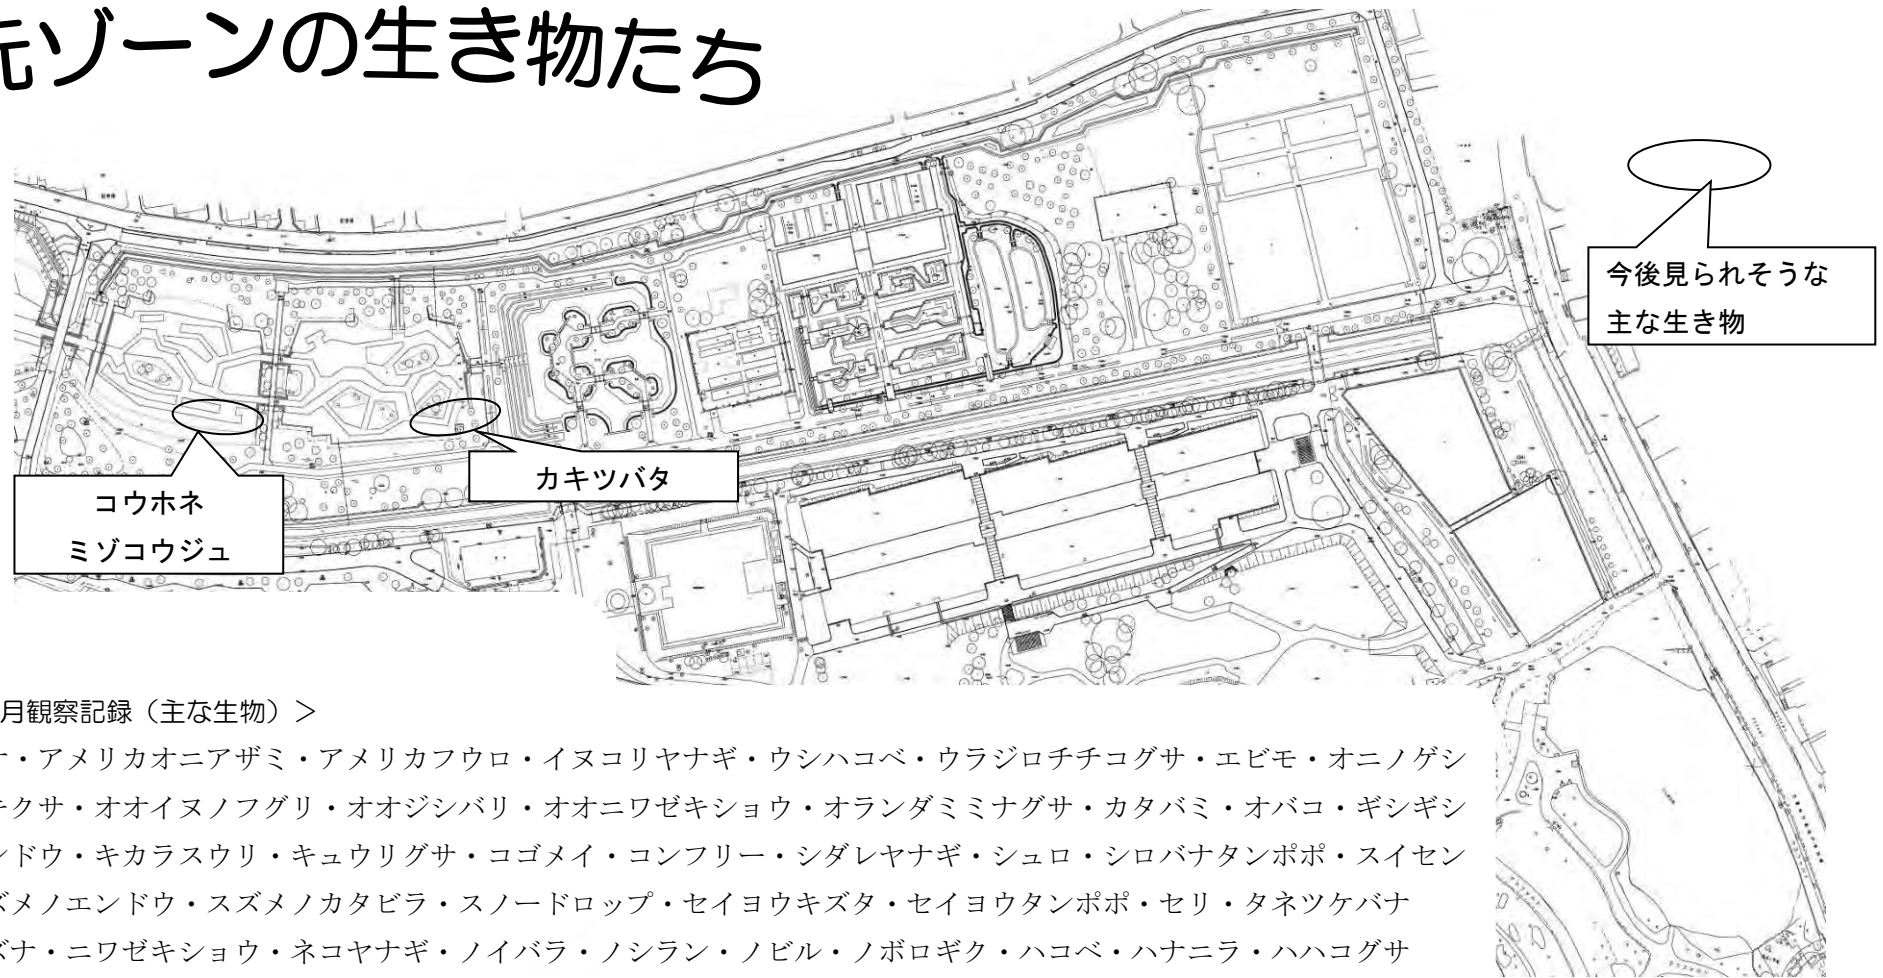 元ゾーンの生き物たち
今後見られそうな
主な生き物
カキツバタ
コウホネ
ミゾコウジュ
月観察記録（主な生物）＞
・アメリカオニアザミ・アメリカフウロ・イヌコリヤナギ・ウシハコベ・ウラジロチチコグサ・エビモ・オニノゲシ
キクサ・オオイヌノフグリ・オオジシバリ・オオニワゼキショウ・オランダミミナグサ・カタバミ・オバコ・ギシギシ
ンドウ・キカラスウリ・キュウリグサ・コゴメイ・コンフリー・シダレヤナギ・シュロ・シロバナタンポポ・スイセン
ズメノエンドウ・スズメノカタビラ・スノードロップ・セイヨウキズタ・セイヨウタンポポ・セリ・タネツケバナ
ズナ・ニワゼキショウ・ネコヤナギ・ノイバラ・ノシラン・ノビル・ノボロギク・ハコベ・ハナニラ・ハハコグサ